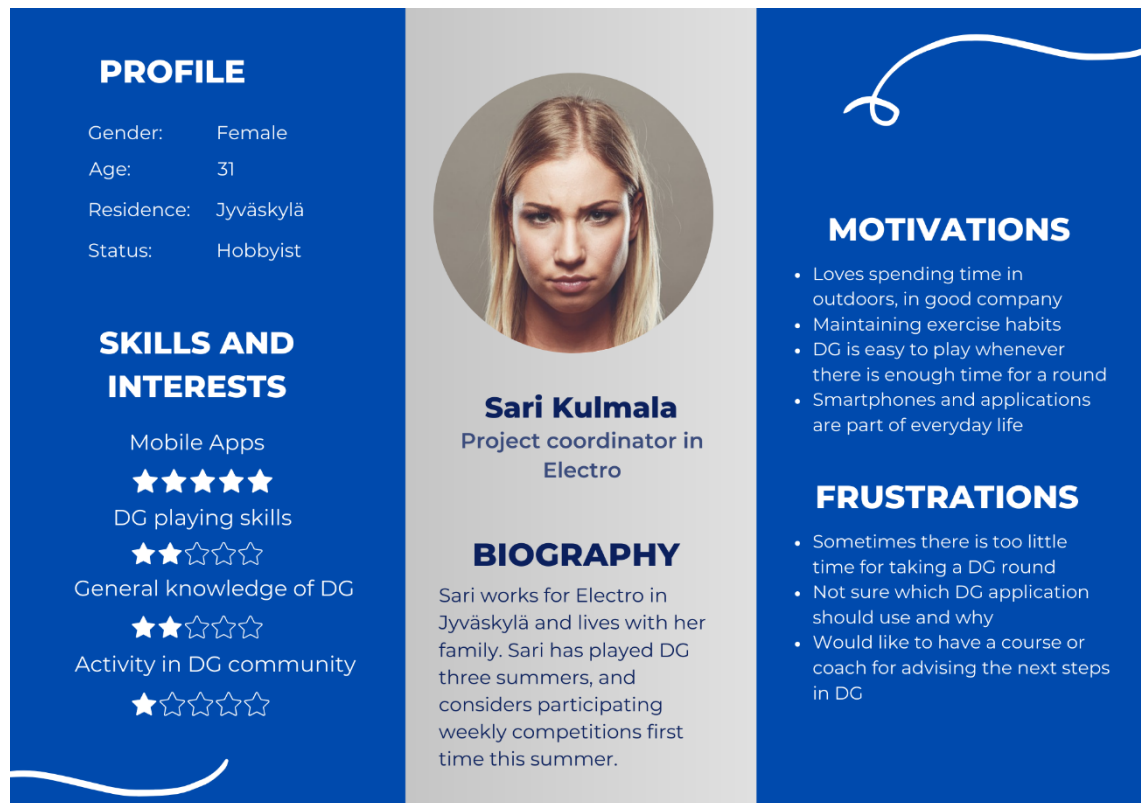 PROFILE
Gender: Female
Age: 31
Residence: Jyväskylä
Status: Hobbyist
SKILLS AND
INTERESTS
Mobile Apps
DG playing skills
General knowledge of DG
Activity in DG community
Sari Kulmala
Project coordinator in
Electro
BIOGRAPHY
Sari works for Electro in
Jyväskylä and lives with her
family. Sari has played DG
three summers, and
considers participating
weekly competitions first
time this summer.
MOTIVATIONS
• Loves spending time in
outdoors, in good company
• Maintaining exercise habits
• DG is easy to play whenever
there is enough time for a round
• Smartphones and applications
are part of everyday life
FRUSTRATIONS
• Sometimes there is too little
time for taking a DG round
• Not sure which DG application
should use and why
• Would like to have a course or
coach for advising the next steps
in DG